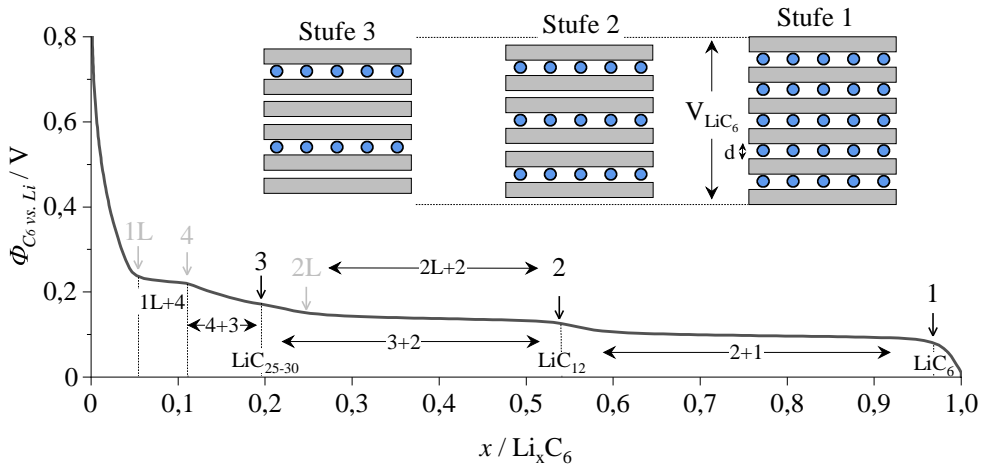 Stufe 3
Stufe 2
Stufe 1
V_LiC₆
d
Φ_C6 vs. Li / V
0,8
0,6
0,4
0,2
0
1L
4
3
2L
2L+2
2
1
1L+4
4+3
3+2
2+1
LiC₂₅₋₃₀
LiC₁₂
LiC₆
0 0,1 0,2 0,3 0,4 0,5 0,6 0,7 0,8 0,9 1,0
x / LiₓC₆